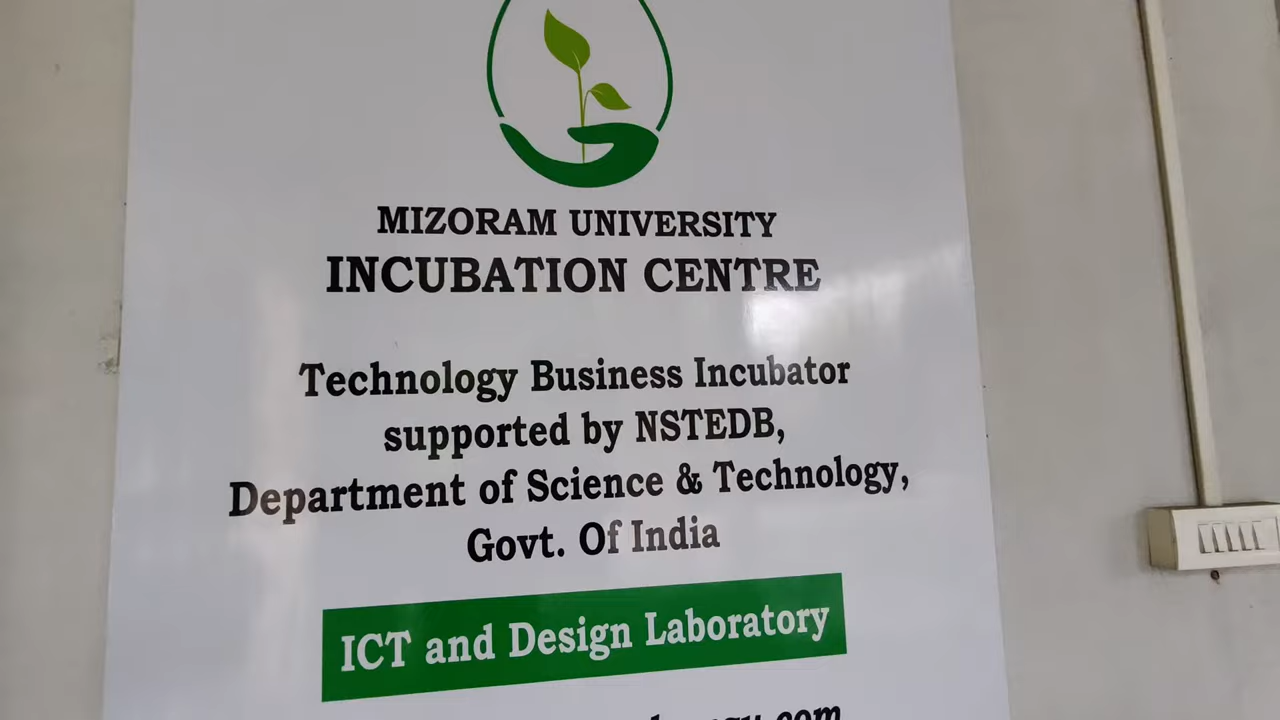 MIZORAM UNIVERSITY
INCUBATION CENTRE
Technology Business Incubator
supported by NSTEDB,
Department of Science & Technology,
Govt. Of India
ICT and Design Laboratory